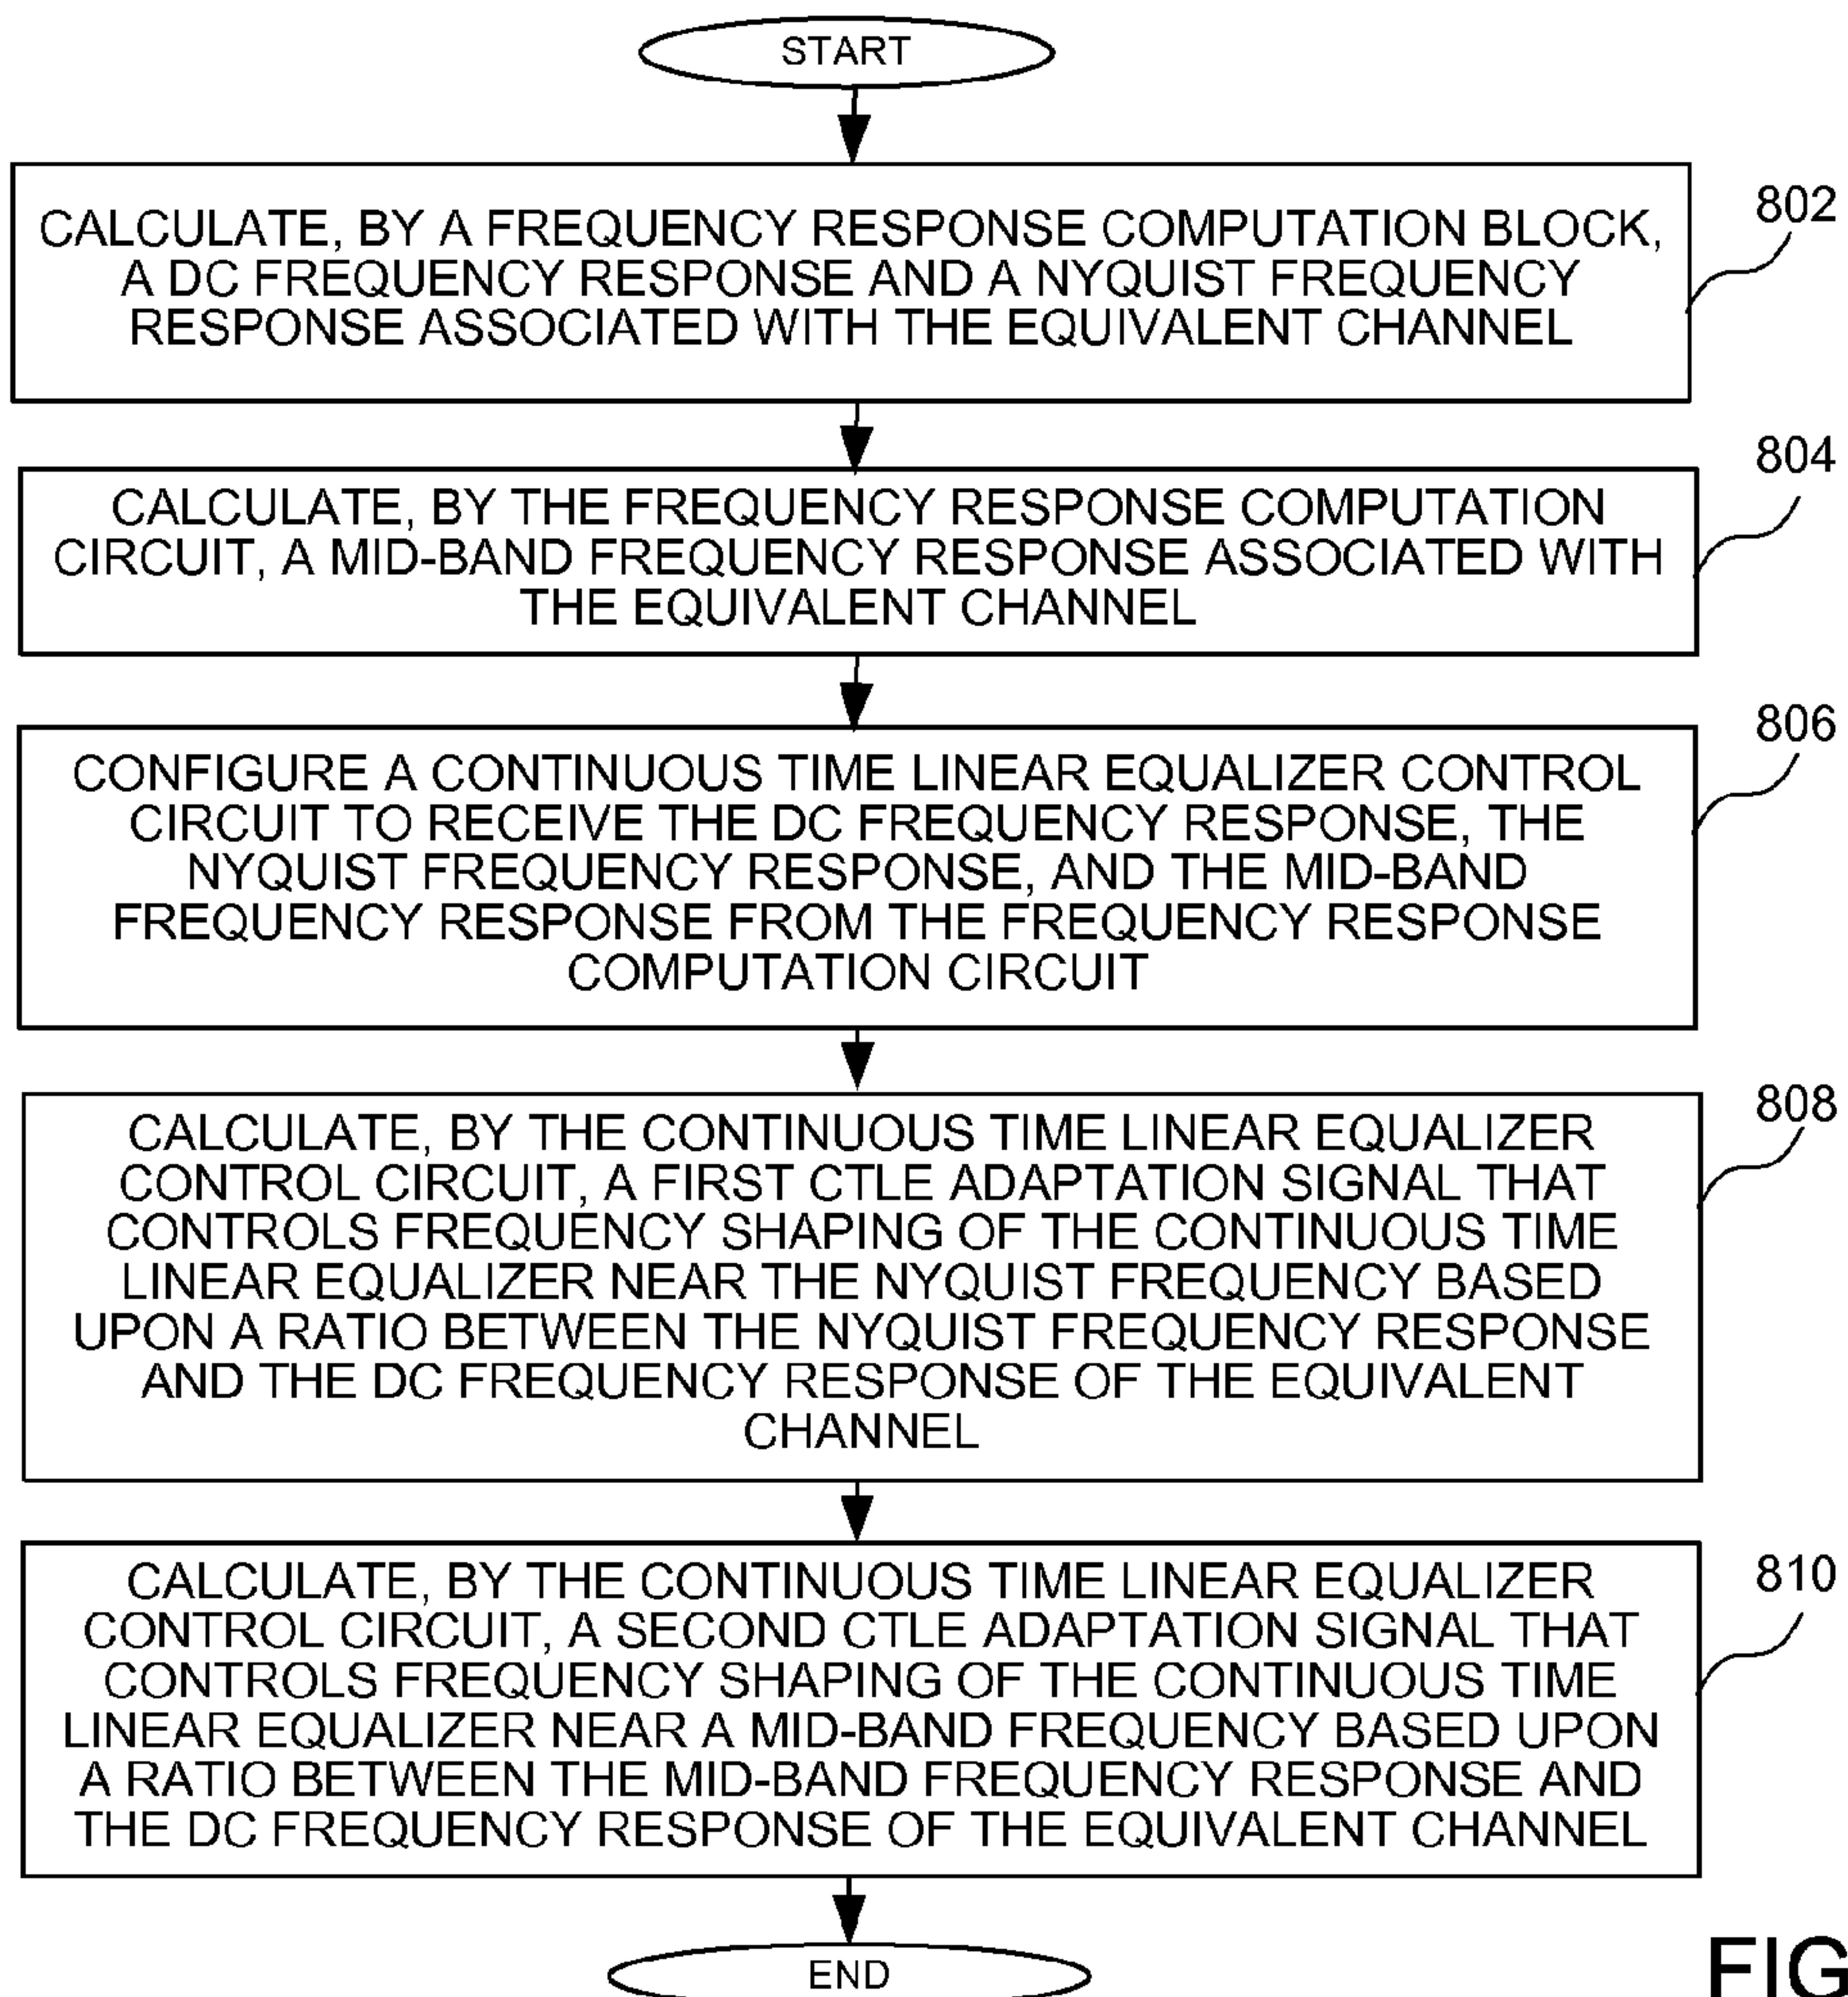 START
CALCULATE, BY A FREQUENCY RESPONSE COMPUTATION BLOCK,
A DC FREQUENCY RESPONSE AND A NYQUIST FREQUENCY
RESPONSE ASSOCIATED WITH THE EQUIVALENT CHANNEL
802
CALCULATE, BY THE FREQUENCY RESPONSE COMPUTATION
CIRCUIT, A MID-BAND FREQUENCY RESPONSE ASSOCIATED WITH
THE EQUIVALENT CHANNEL
804
CONFIGURE A CONTINUOUS TIME LINEAR EQUALIZER CONTROL
CIRCUIT TO RECEIVE THE DC FREQUENCY RESPONSE, THE
NYQUIST FREQUENCY RESPONSE, AND THE MID-BAND
FREQUENCY RESPONSE FROM THE FREQUENCY RESPONSE
COMPUTATION CIRCUIT
806
CALCULATE, BY THE CONTINUOUS TIME LINEAR EQUALIZER
CONTROL CIRCUIT, A FIRST CTLE ADAPTATION SIGNAL THAT
CONTROLS FREQUENCY SHAPING OF THE CONTINUOUS TIME
LINEAR EQUALIZER NEAR THE NYQUIST FREQUENCY BASED
UPON A RATIO BETWEEN THE NYQUIST FREQUENCY RESPONSE
AND THE DC FREQUENCY RESPONSE OF THE EQUIVALENT
CHANNEL
808
CALCULATE, BY THE CONTINUOUS TIME LINEAR EQUALIZER
CONTROL CIRCUIT, A SECOND CTLE ADAPTATION SIGNAL THAT
CONTROLS FREQUENCY SHAPING OF THE CONTINUOUS TIME
LINEAR EQUALIZER NEAR A MID-BAND FREQUENCY BASED UPON
A RATIO BETWEEN THE MID-BAND FREQUENCY RESPONSE AND
THE DC FREQUENCY RESPONSE OF THE EQUIVALENT CHANNEL
810
END
FIG